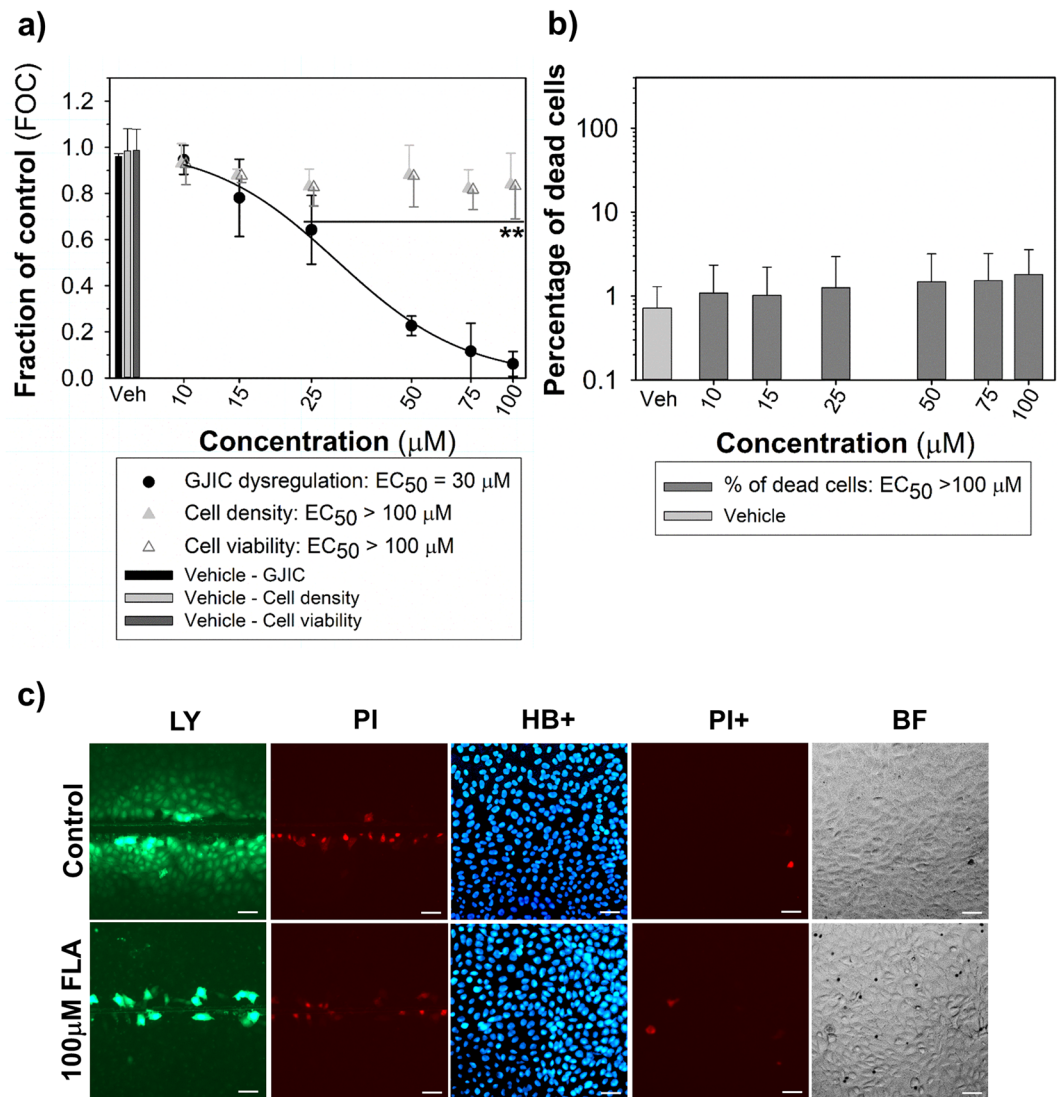 a)
Fraction of control (FOC)
1.2
1.0
0.8
0.6
0.4
0.2
0.0
**
Veh
10
15
25
50
75
100
Concentration (μM)
GJIC dysregulation: EC50 = 30 μM
Cell density: EC50 > 100 μM
Cell viability: EC50 > 100 μM
Vehicle - GJIC
Vehicle - Cell density
Vehicle - Cell viability
b)
Percentage of dead cells
100
10
1
0.1
Veh
10
15
25
50
75
100
Concentration (μM)
% of dead cells: EC50 >100 μM
Vehicle
c)
LY
PI
HB+
PI+
BF
Control
100μM FLA